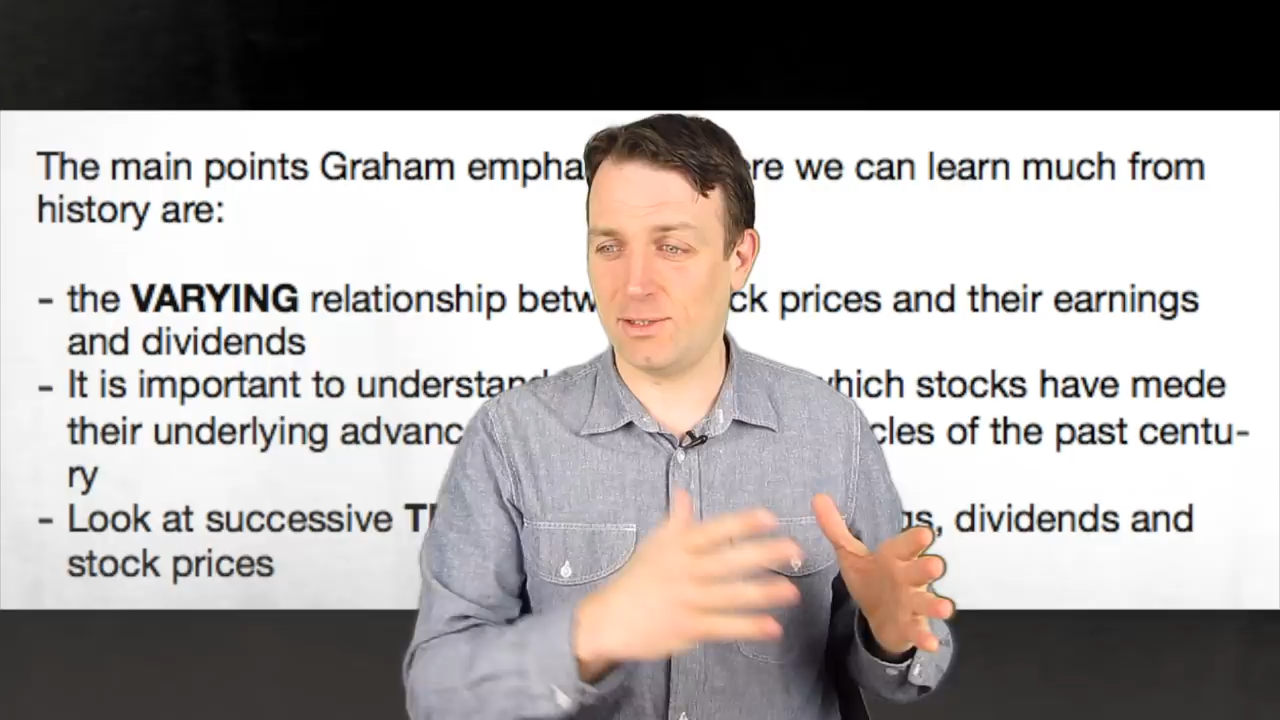 The main points Graham empha re we can learn much from
history are:
- the VARYING relationship betw ck prices and their earnings
and dividends
- It is important to understand which stocks have mede
their underlying advanc cles of the past centu-
ry
- Look at successive gs, dividends and
stock prices